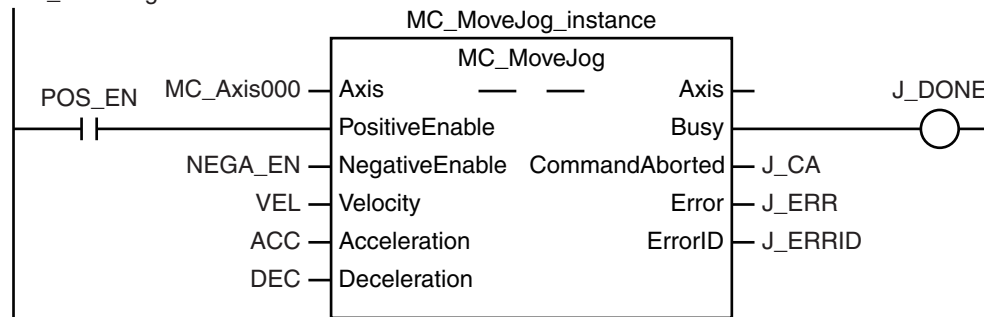 MC_MoveJog_instance
MC_MoveJog
POS_EN
MC_Axis000 Axis Axis
J_DONE
PositiveEnable Busy
NEGA_EN NegativeEnable CommandAborted J_CA
VEL Velocity Error J_ERR
ACC Acceleration ErrorID J_ERRID
DEC Deceleration